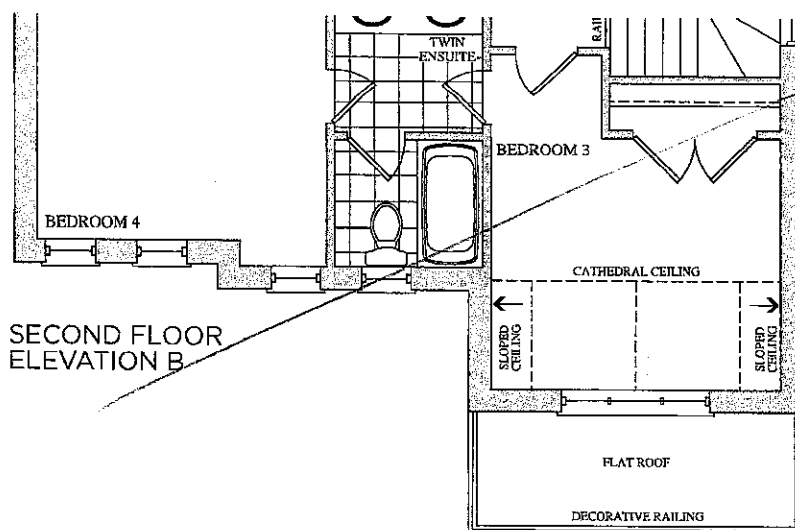 RAIL
TWIN
ENSUITE
BEDROOM 3
BEDROOM 4
CATHEDRAL CEILING
SECOND FLOOR
ELEVATION B
SLOPED
CEILING
SLOPED
CEILING
FLAT ROOF
DECORATIVE RAILING